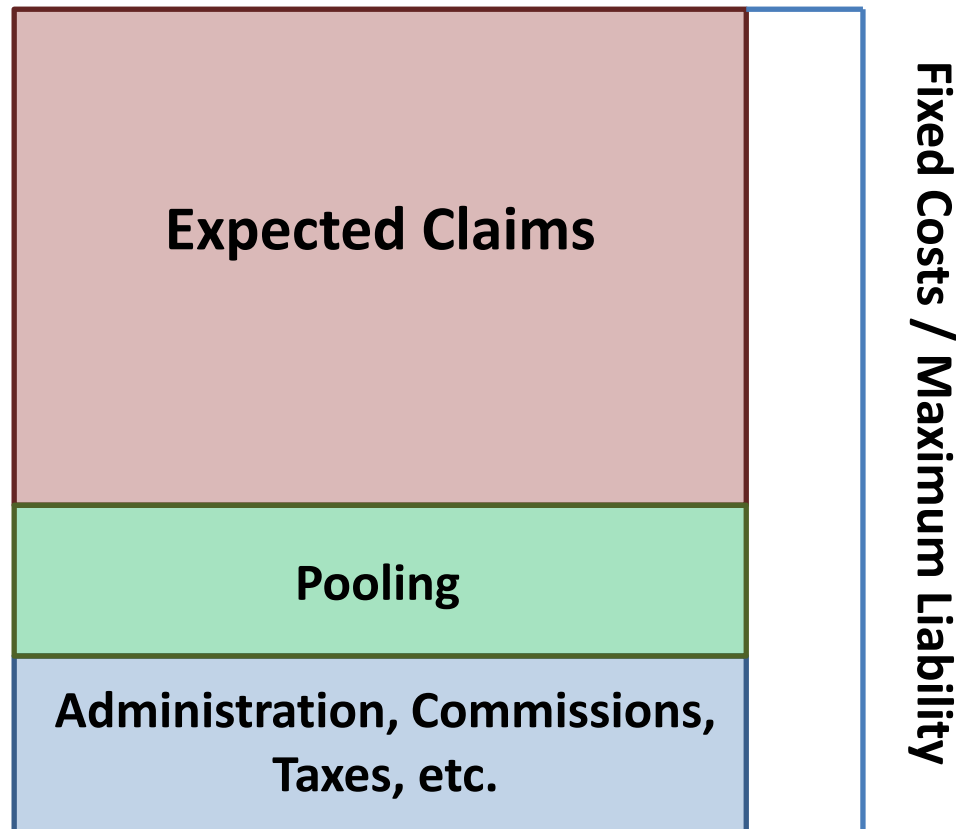 Expected Claims
Pooling
Administration, Commissions,
Taxes, etc.
Fixed Costs / Maximum Liability